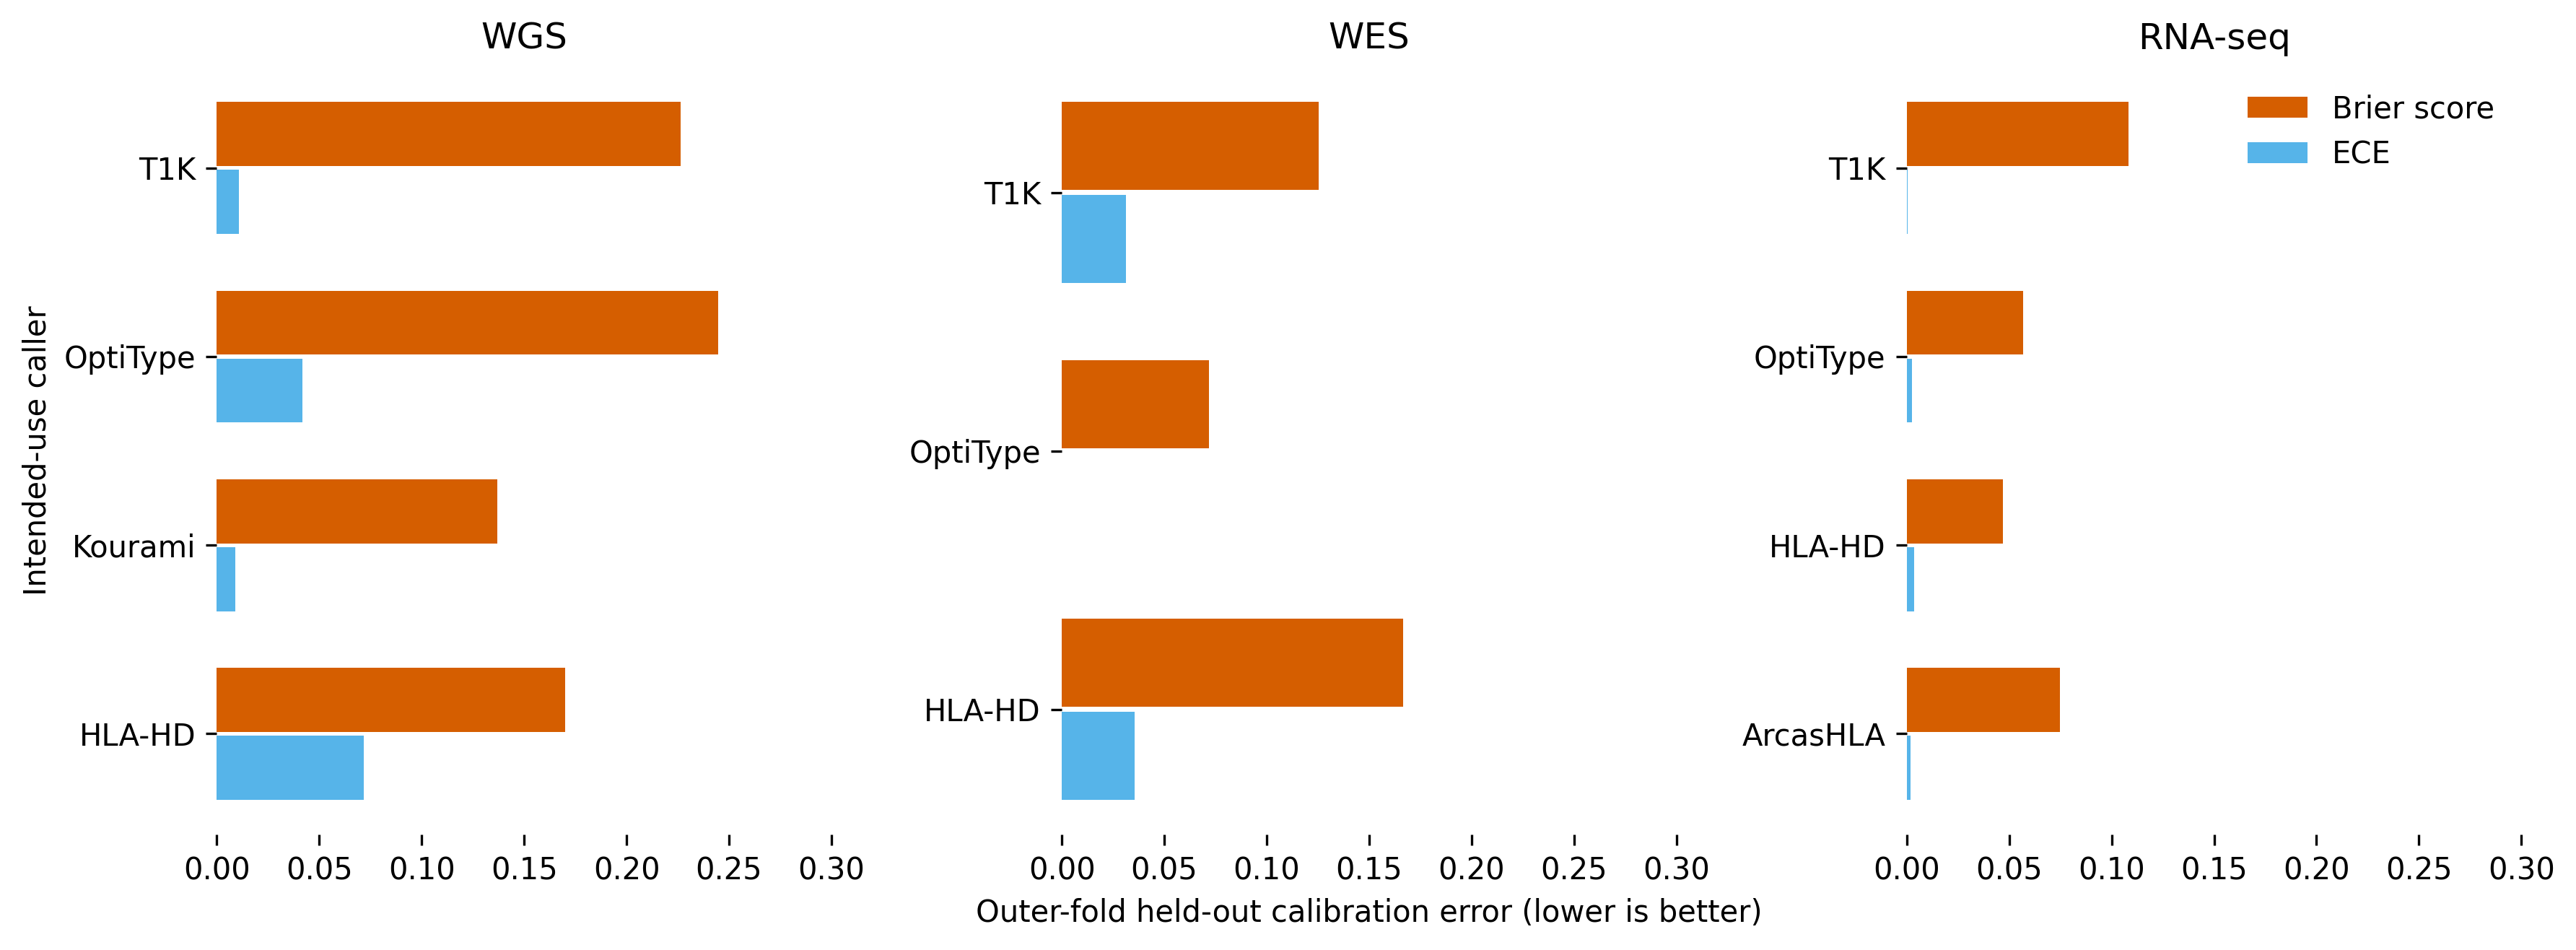 WGS
WES
RNA-seq
Brier score
ECE
Intended-use caller
T1K
OptiType
Kourami
HLA-HD
T1K
OptiType
HLA-HD
T1K
OptiType
HLA-HD
ArcasHLA
0.00 0.05 0.10 0.15 0.20 0.25 0.30
0.00 0.05 0.10 0.15 0.20 0.25 0.30
0.00 0.05 0.10 0.15 0.20 0.25 0.30
Outer-fold held-out calibration error (lower is better)